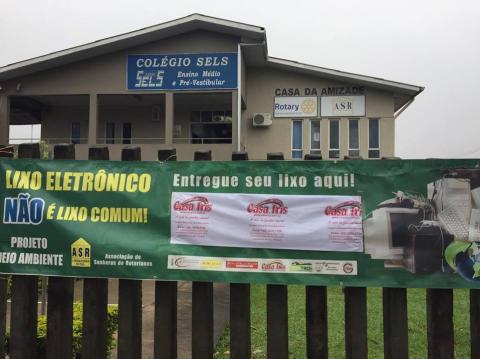 COLÉGIO SELS
SELS
Ensino Médio
e Pré-Vestibular
CASA DA AMIZADE
Rotary
ASR
LIXO ELETRÔNICO
NÃO É LIXO COMUM!
PROJETO
MEIO AMBIENTE
ASR
Associação de
Senhoras de Rotarianos
Entregue seu lixo aqui!
Casa Iris
Casa Iris
Casa Iris
Casa Iris